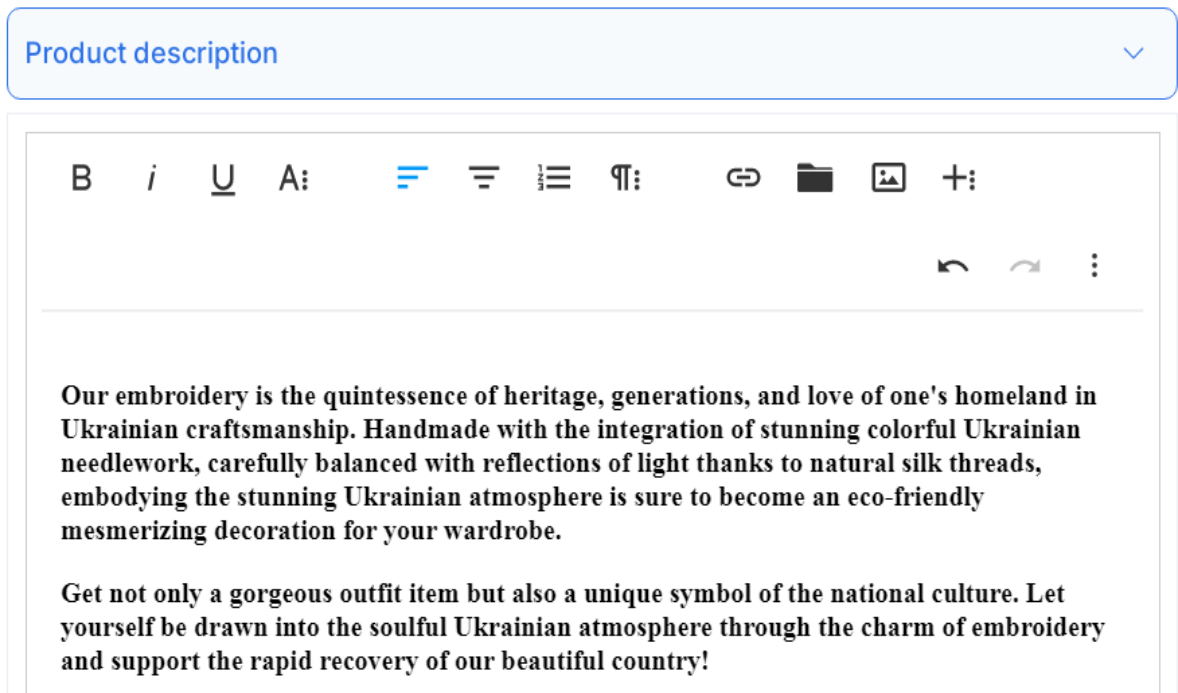 Product description
B i U A
Our embroidery is the quintessence of heritage, generations, and love of one's homeland in
Ukrainian craftsmanship. Handmade with the integration of stunning colorful Ukrainian
needlework, carefully balanced with reflections of light thanks to natural silk threads,
embodying the stunning Ukrainian atmosphere is sure to become an eco-friendly
mesmerizing decoration for your wardrobe.
Get not only a gorgeous outfit item but also a unique symbol of the national culture. Let
yourself be drawn into the soulful Ukrainian atmosphere through the charm of embroidery
and support the rapid recovery of our beautiful country!